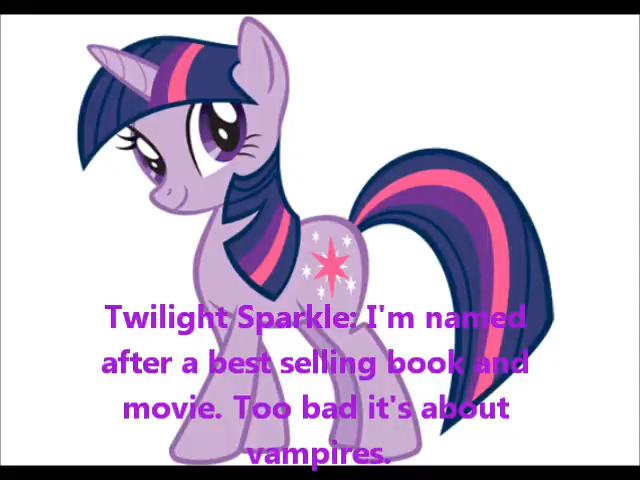 Twilight Sparkle: I'm named
after a best selling book and
movie. Too bad it's about
vampires.